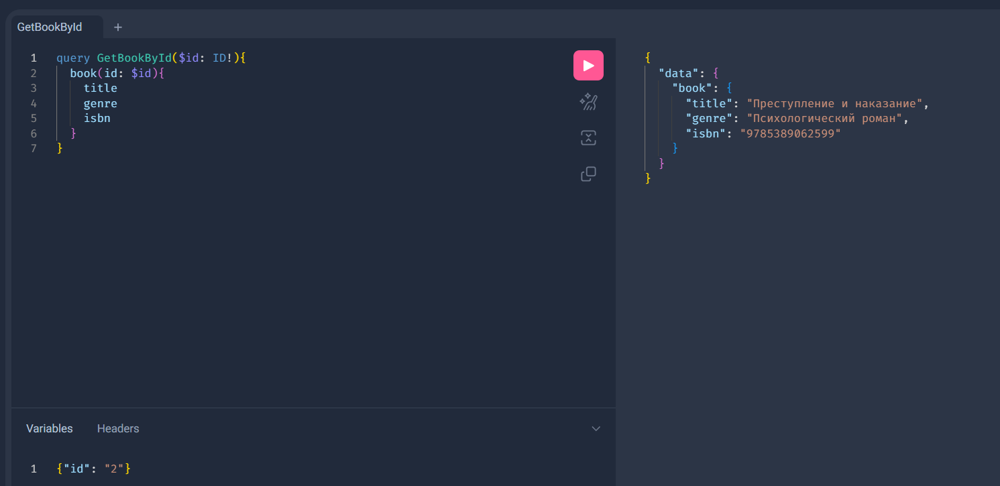 GetBookById +
1 query GetBookById($id: ID!){
2 book(id: $id){
3 title
4 genre
5 isbn
6 }
7 }
{
"data": {
"book": {
"title": "Преступление и наказание",
"genre": "Психологический роман",
"isbn": "9785389062599"
}
}
}
Variables Headers
1 {"id": "2"}